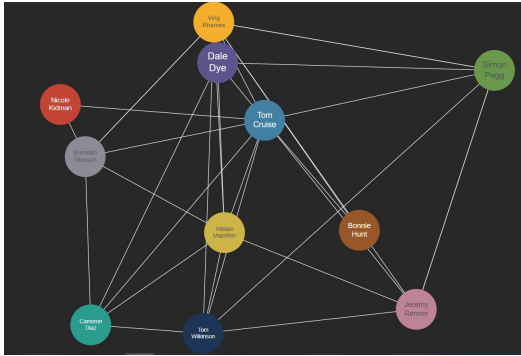 Ving
Rhames
Dale
Dye
Simon
Pegg
Nicole
Kidman
Tom
Cruise
Brendan
Gleeson
William
Mapother
Bonnie
Hunt
Jeremy
Renner
Cameron
Diaz
Tom
Wilkinson